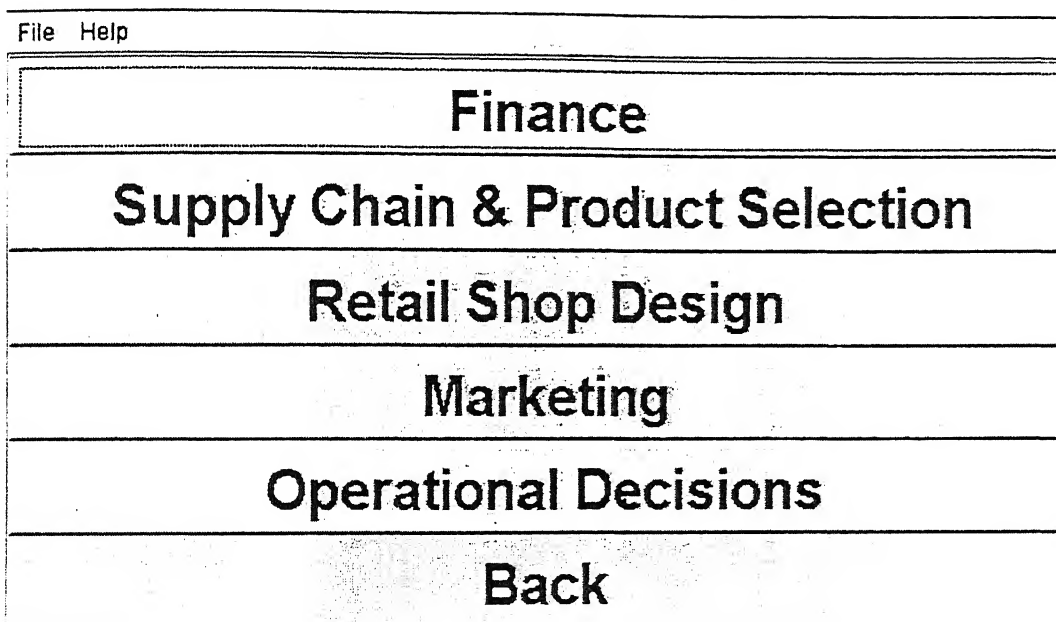 File Help
Finance
Supply Chain & Product Selection
Retail Shop Design
Marketing
Operational Decisions
Back